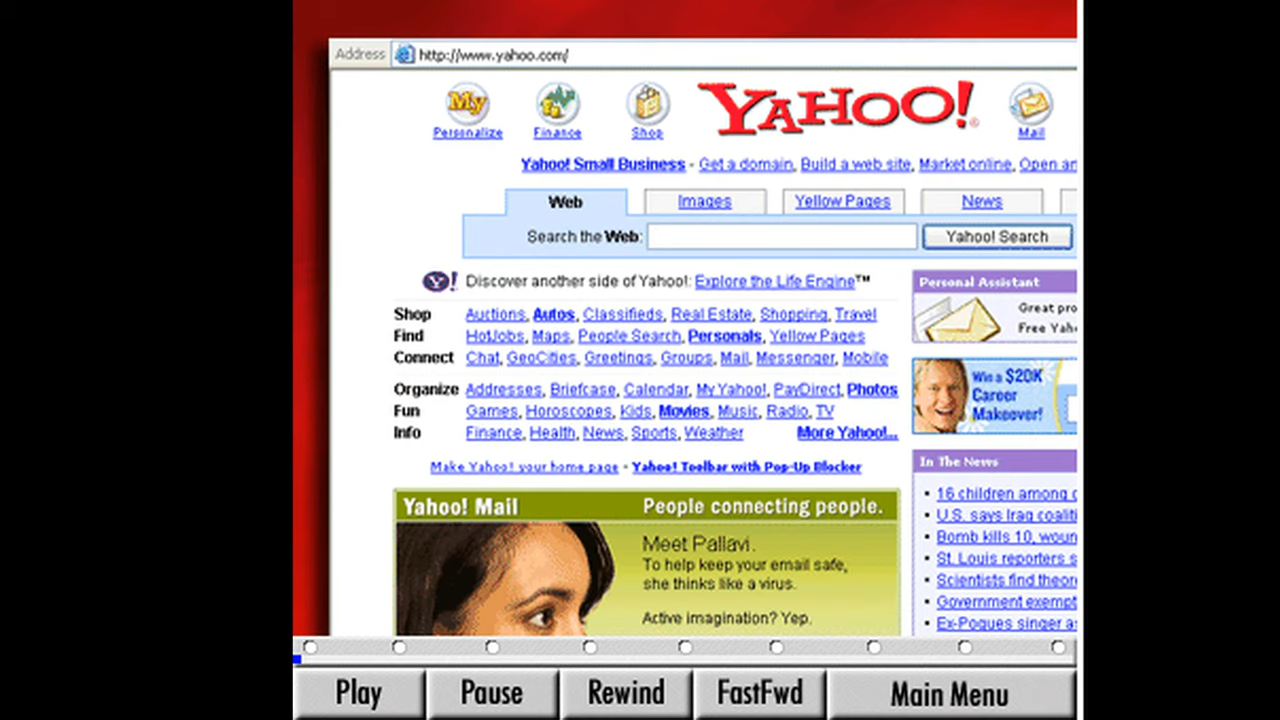 Address http://www.yahoo.com/
My
YAHOO!
Personalize Finance Shop Mail
Yahoo! Small Business - Get a domain, Build a web site, Market online, Open an
Web Images Yellow Pages News
Search the Web: Yahoo! Search
Y! Discover another side of Yahoo!: Explore the Life Engine™
Shop Auctions, Autos, Classifieds, Real Estate, Shopping, Travel
Find HotJobs, Maps, People Search, Personals, Yellow Pages
Connect Chat, GeoCities, Greetings, Groups, Mail, Messenger, Mobile
Organize Addresses, Briefcase, Calendar, My Yahoo!, PayDirect, Photos
Fun Games, Horoscopes, Kids, Movies, Music, Radio, TV
Info Finance, Health, News, Sports, Weather More Yahoo!...
Make Yahoo! your home page - Yahoo! Toolbar with Pop-Up Blocker
Yahoo! Mail People connecting people.
Meet Pallavi.
To help keep your email safe,
she thinks like a virus.
Active imagination? Yep.
Personal Assistant
Great pro
Free Yah
Win a $20K
Career
Makeover!
In The News
• 16 children among
• U.S. says Iraq coaliti
• Bomb kills 10, woun
• St. Louis reporters s
• Scientists find theor
• Government exempt
• Ex-Pogues singer a
Play Pause Rewind FastFwd Main Menu